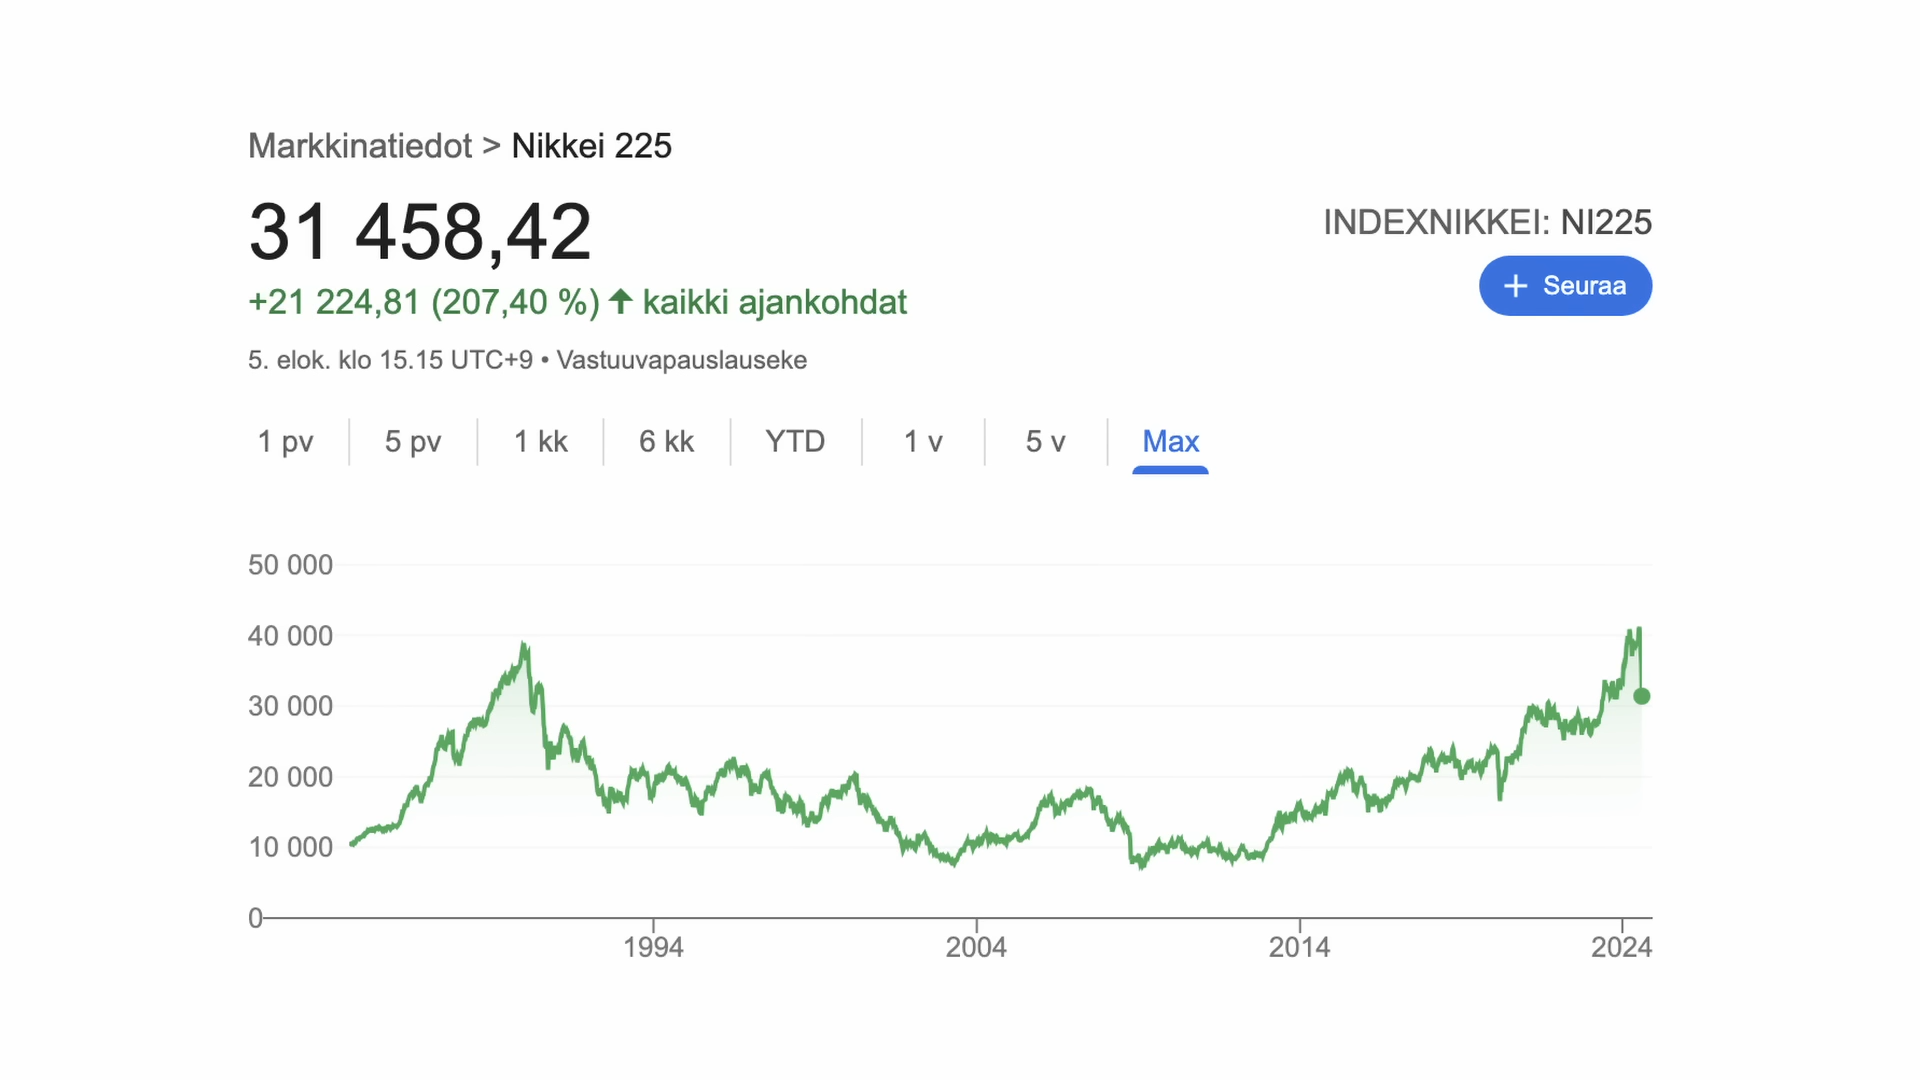 Markkinatiedot > Nikkei 225
31 458,42
INDEXNIKKEI: NI225
+ Seuraa
+21 224,81 (207,40 %) ↑ kaikki ajankohdat
5. elok. klo 15.15 UTC+9 • Vastuuvapauslauseke
1 pv 5 pv 1 kk 6 kk YTD 1 v 5 v Max
50 000
40 000
30 000
20 000
10 000
0
1994 2004 2014 2024